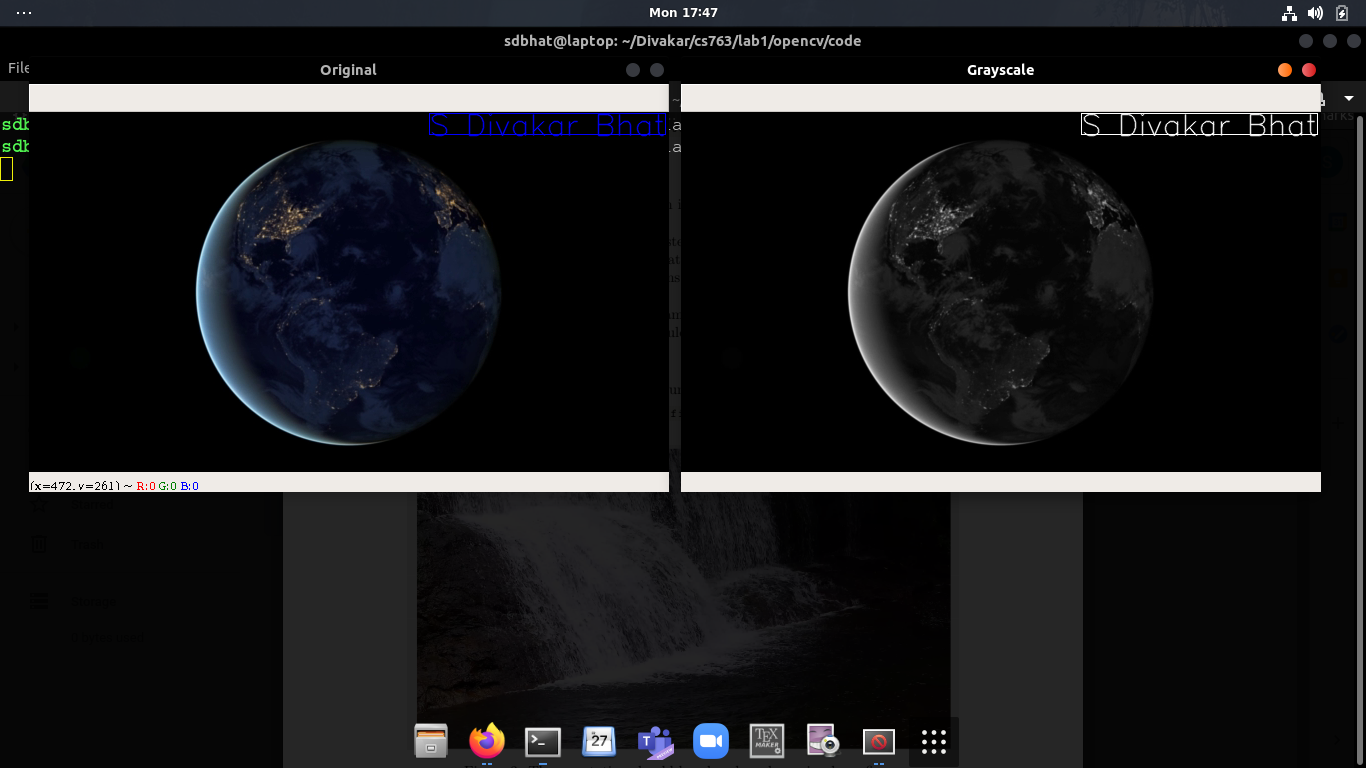 Mon 17:47
sdbhat@laptop: ~/Divakar/cs763/lab1/opencv/code
File
Original
Grayscale
S Divakar Bhat
S Divakar Bhat
sdb
sdb
(x=472, y=261) ~ R:0 G:0 B:0
Storage
27
TEX
MAKER